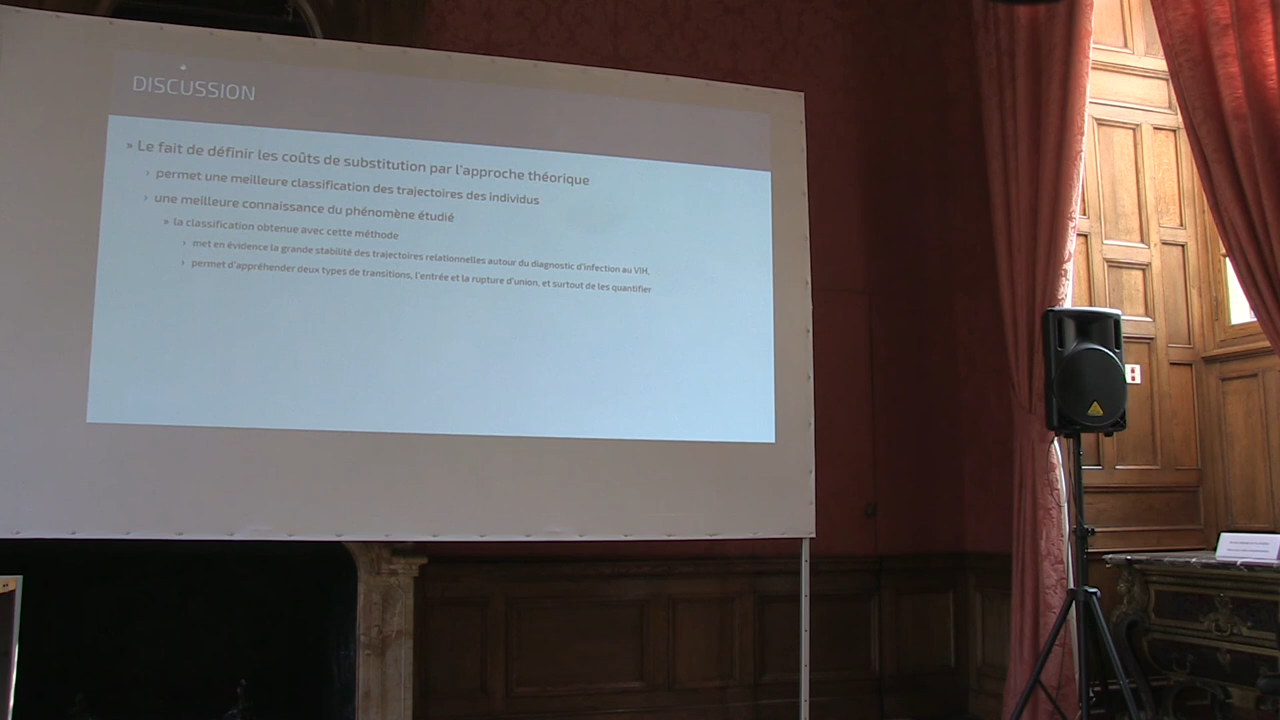 DISCUSSION
» Le fait de définir les coûts de substitution par l'approche théorique
› permet une meilleure classification des trajectoires des individus
› une meilleure connaissance du phénomène étudié
» la classification obtenue avec cette méthode
› met en évidence la grande stabilité des trajectoires relationnelles autour du diagnostic d'infection au VIH,
› permet d'appréhender deux types de transitions, l'entrée et la rupture d'union, et surtout de les quantifier